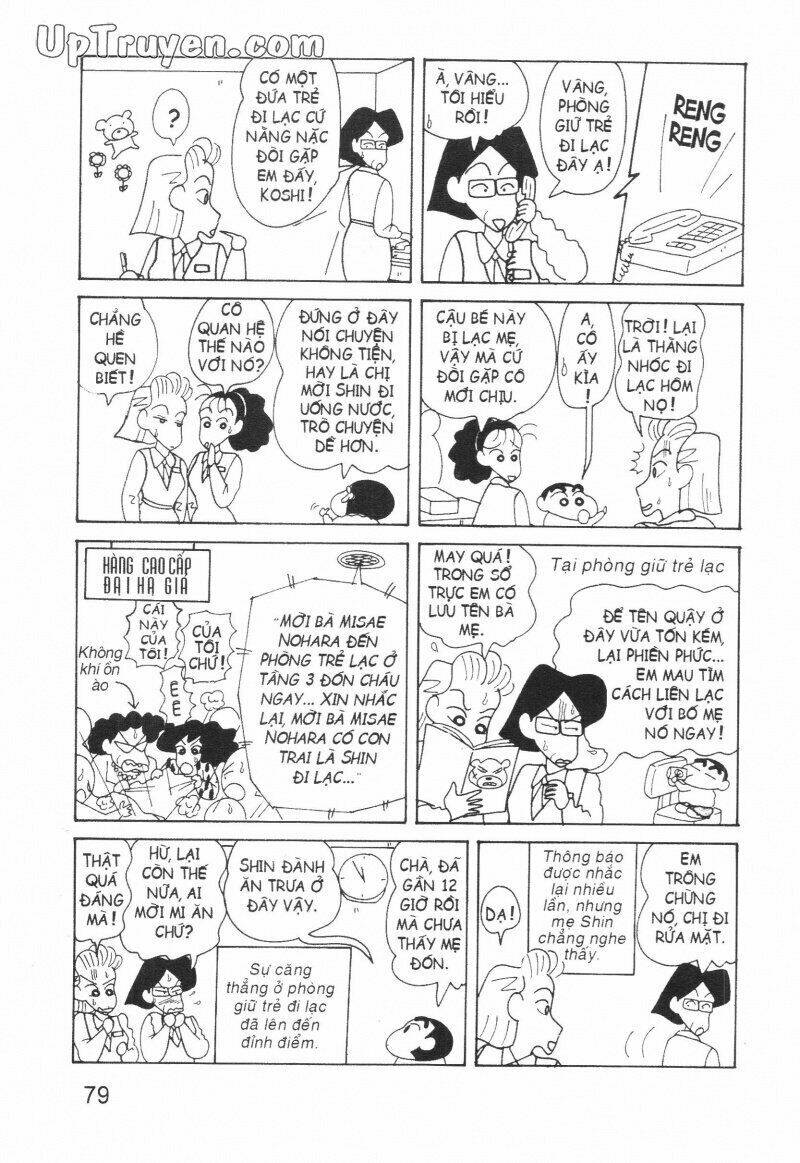 UpTruyen.com
RENG
RENG
VÂNG,
PHÒNG
GIỮ TRẺ
ĐI LẠC
ĐÂY Ạ!
À, VÂNG...
TÔI HIỂU
RỒI!
CÓ MỘT
ĐỨA TRẺ
ĐI LẠC CỨ
NẰNG NẶC
ĐÒI GẶP
EM ĐẤY,
KOSHI!
?
TRỜI! LẠI
LÀ THẰNG
NHÓC ĐI
LẠC HÔM
NỌ!
A,
CÔ
ẤY
KÌA
!
CẬU BÉ NÀY
BỊ LẠC MẸ,
VẬY MÀ CỨ
ĐÒI GẶP CÔ
MỚI CHỊU.
ĐỨNG Ở ĐÂY
NÓI CHUYỆN
KHÔNG TIỆN,
HAY LÀ CHỊ
MỜI SHIN ĐI
UỐNG NƯỚC,
TRÒ CHUYỆN
DỄ HƠN.
CÔ
QUAN HỆ
THẾ NÀO
VỚI NÓ?
CHẲNG
HỀ
QUEN
BIẾT!
Tại phòng giữ trẻ lạc
ĐỂ TÊN QUẬY Ở
ĐÂY VỪA TỐN KÉM,
LẠI PHIÊN PHỨC...
EM MAU TÌM
CÁCH LIÊN LẠC
VỚI BỐ MẸ
NÓ NGAY!
MAY QUÁ!
TRONG SỔ
TRỰC EM CÓ
LƯU TÊN BÀ
MẸ.
"MỜI BÀ MISAE
NOHARA ĐẾN
PHÒNG TRẺ LẠC Ở
TẦNG 3 ĐÓN CHÁU
NGAY... XIN NHẮC
LẠI, MỜI BÀ MISAE
NOHARA CÓ CON
TRAI LÀ SHIN
ĐI LẠC..."
HÀNG CAO CẤP
ĐẠI HẠ GIÁ
CỦA
TÔI
CHỨ!
CÁI
NÀY
CỦA
TÔI!
Ê
Ê
Không
khí ồn
ào
EM
TRÔNG
CHỪNG
NÓ, CHỊ ĐI
RỬA MẶT.
Thông báo
được nhắc
lại nhiều
lần, nhưng
mẹ Shin
chẳng nghe
thấy.
DẠ!
CHÀ, ĐÃ
GẦN 12
GIỜ RỒI
MÀ CHƯA
THẤY MẸ
ĐÓN.
SHIN ĐÀNH
ĂN TRƯA Ở
ĐÂY VẬY.
HỪ, LẠI
CÒN THẾ
NỮA, AI
MỜI MI ĂN
CHỨ?
THẬT
QUÁ
ĐÁNG
MÀ!
Sự căng
thẳng ở phòng
giữ trẻ đi lạc
đã lên đến
đỉnh điểm.
79